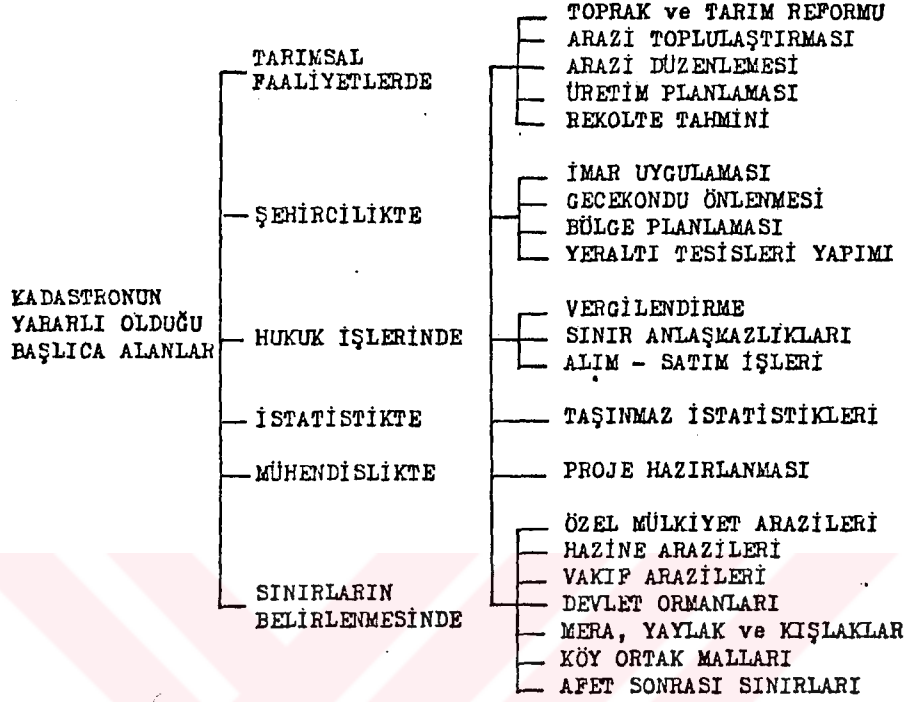 KADASTRONUN
YARARLI OLDUĞU
BAŞLICA ALANLAR
TARIMSAL
FAALİYETLERDE
TOPRAK ve TARIM REFORMU
ARAZİ TOPLULAŞTIRMASI
ARAZİ DÜZENLEMESİ
ÜRETİM PLANLAMASI
REKOLTE TAHMİNİ
ŞEHİRCİLİKTE
İMAR UYGULAMASI
GECEKONDU ÖNLENMESİ
BÖLGE PLANLAMASI
YERALTI TESİSLERİ YAPIMI
HUKUK İŞLERİNDE
VERGİLENDİRME
SINIR ANLAŞMAZLIKLARI
ALIM - SATIM İŞLERİ
İSTATİSTİKTE
TAŞINMAZ İSTATİSTİKLERİ
MÜHENDİSLİKTE
PROJE HAZIRLANMASI
SINIRLARIN
BELİRLENMESİNDE
ÖZEL MÜLKİYET ARAZİLERİ
HAZİNE ARAZİLERİ
VAKIF ARAZİLERİ
DEVLET ORMANLARI
MERA, YAYLAK ve KIŞLAKLAR
KÖY ORTAK MALLARI
AFET SONRASI SINIRLARI